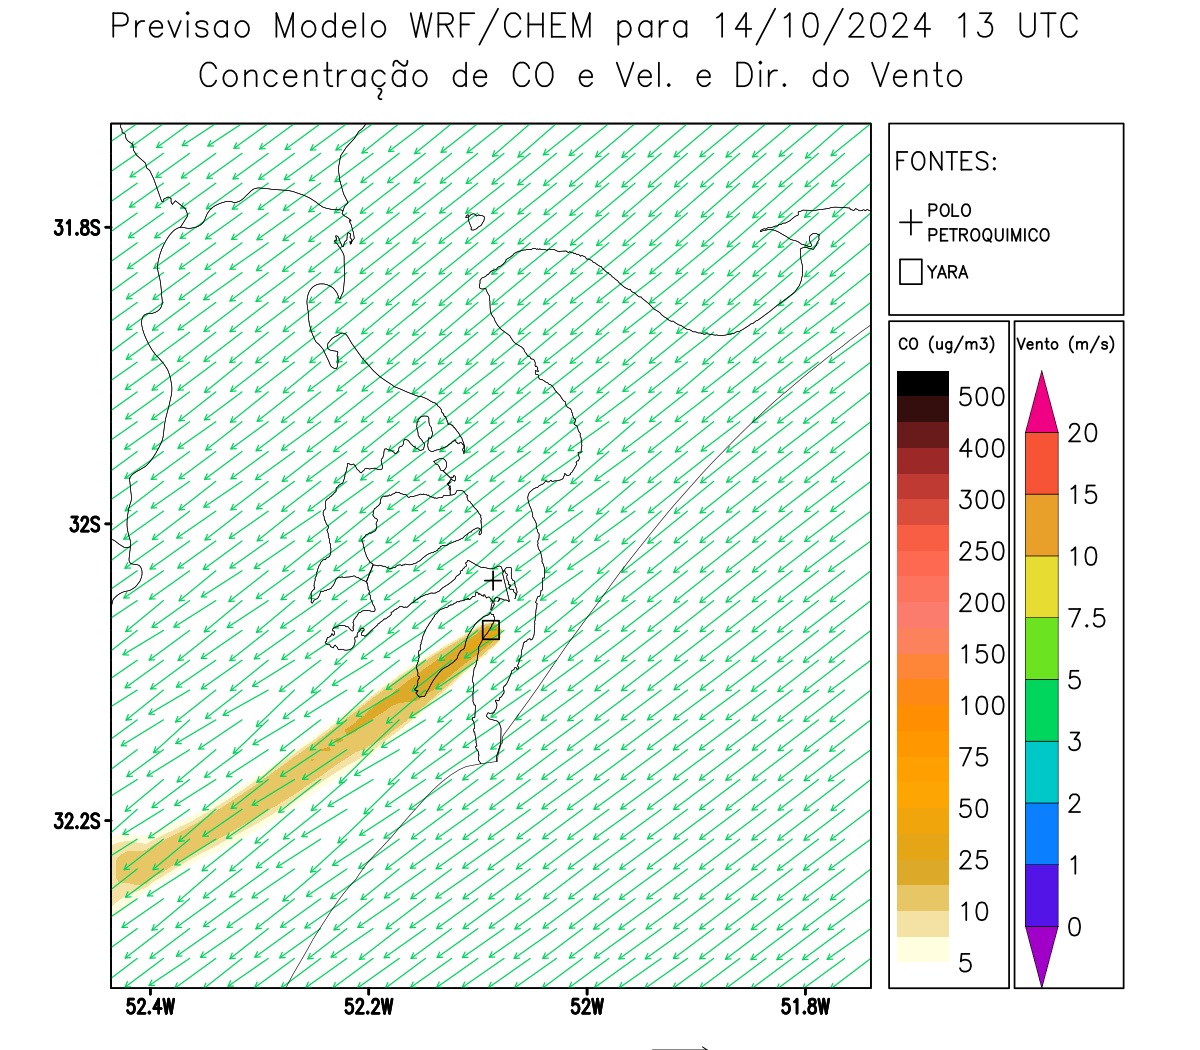 Previsao Modelo WRF/CHEM para 14/10/2024 13 UTC
Concentração de CO e Vel. e Dir. do Vento
FONTES:
POLO
PETROQUIMICO
YARA
CO (ug/m3)
500
400
300
250
200
150
100
75
50
25
10
5
Vento (m/s)
20
15
10
7.5
5
3
2
1
0
31.8S
32S
32.2S
52.4W
52.2W
52W
51.8W